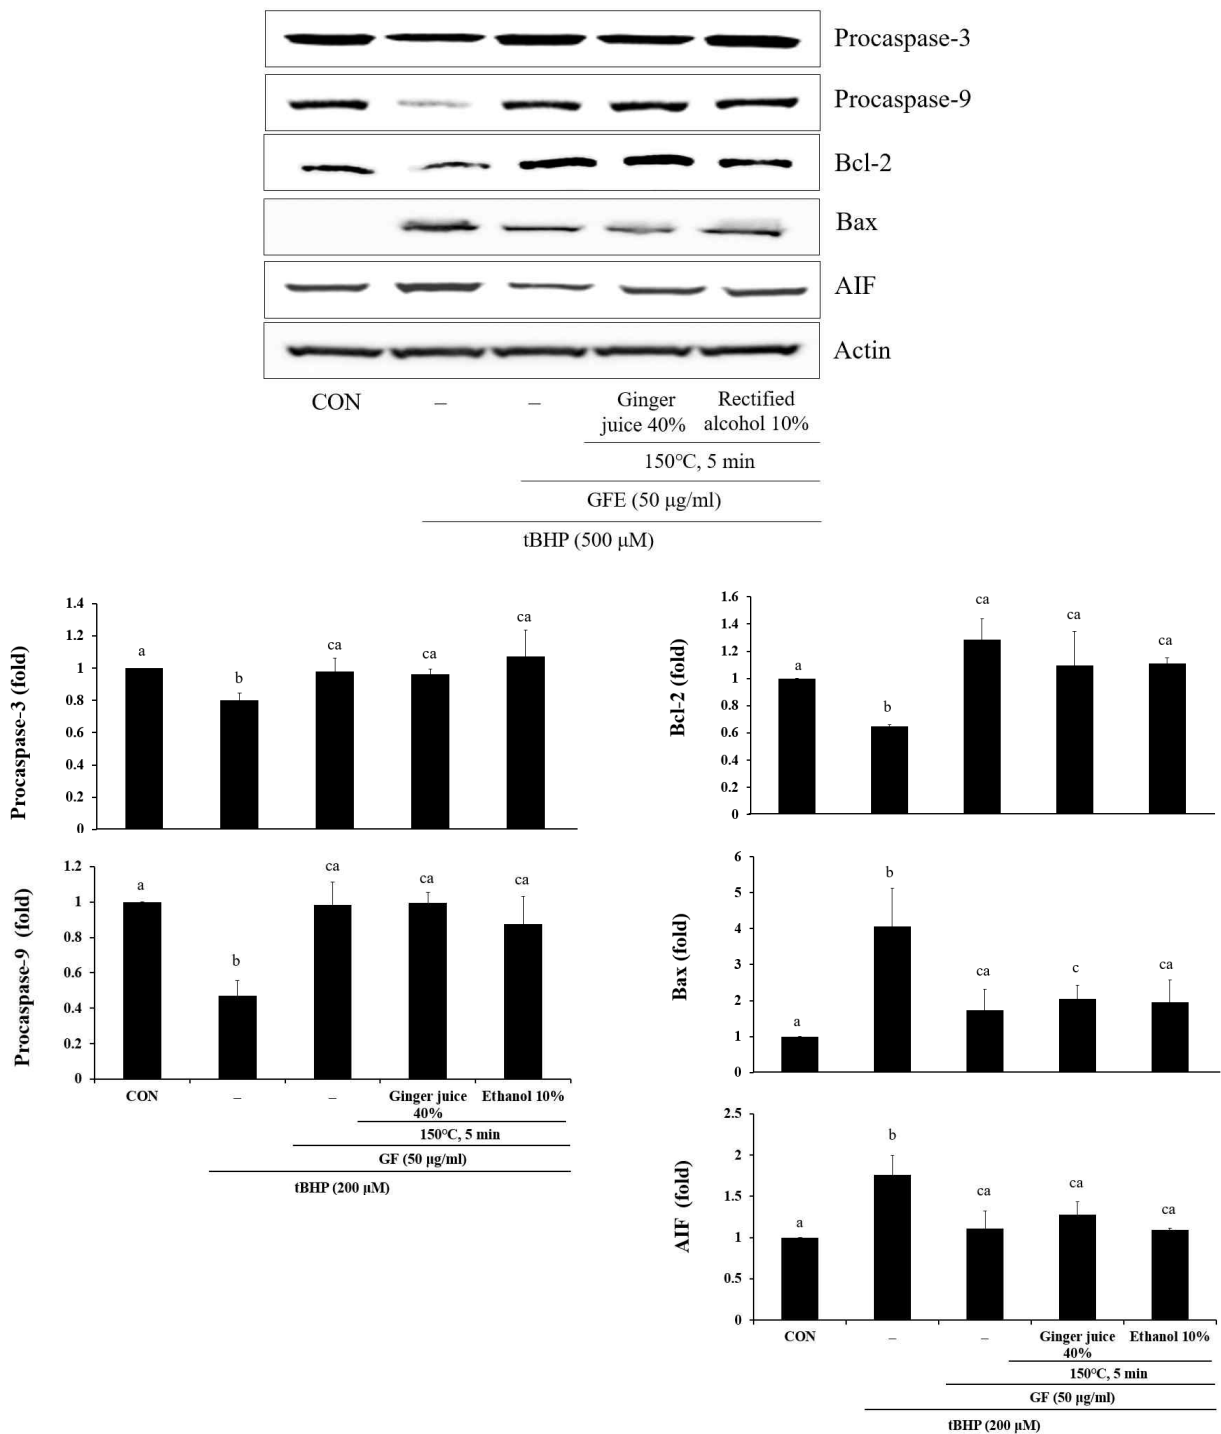 Procaspase-3
Procaspase-9
Bcl-2
Bax
AIF
Actin
CON – – Ginger juice 40% Rectified alcohol 10%
150℃, 5 min
GFE (50 μg/ml)
tBHP (500 μM)
Procaspase-3 (fold)
1.4
1.2
1
0.8
0.6
0.4
0.2
0
a
b
ca
ca
ca
Procaspase-9 (fold)
1.2
1
0.8
0.6
0.4
0.2
0
a
b
ca
ca
ca
CON – – Ginger juice 40% Ethanol 10%
150℃, 5 min
GF (50 μg/ml)
tBHP (200 μM)
Bcl-2 (fold)
1.6
1.4
1.2
1
0.8
0.6
0.4
0.2
0
a
b
ca
ca
ca
Bax (fold)
6
5
4
3
2
1
0
a
b
ca
c
ca
AIF (fold)
2.5
2
1.5
1
0.5
0
a
b
ca
ca
ca
CON – – Ginger juice 40% Ethanol 10%
150℃, 5 min
GF (50 μg/ml)
tBHP (200 μM)